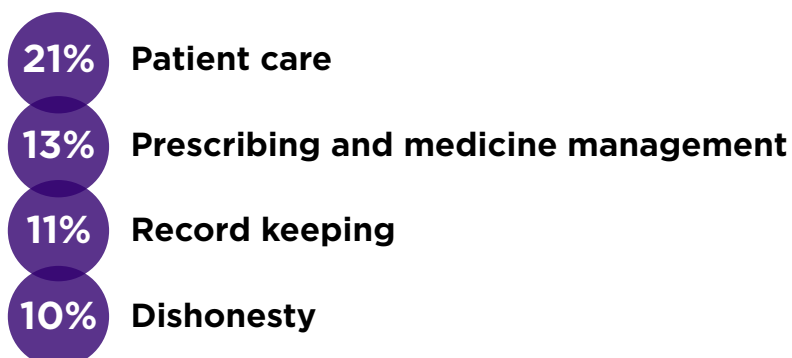 21% Patient care
13% Prescribing and medicine management
11% Record keeping
10% Dishonesty